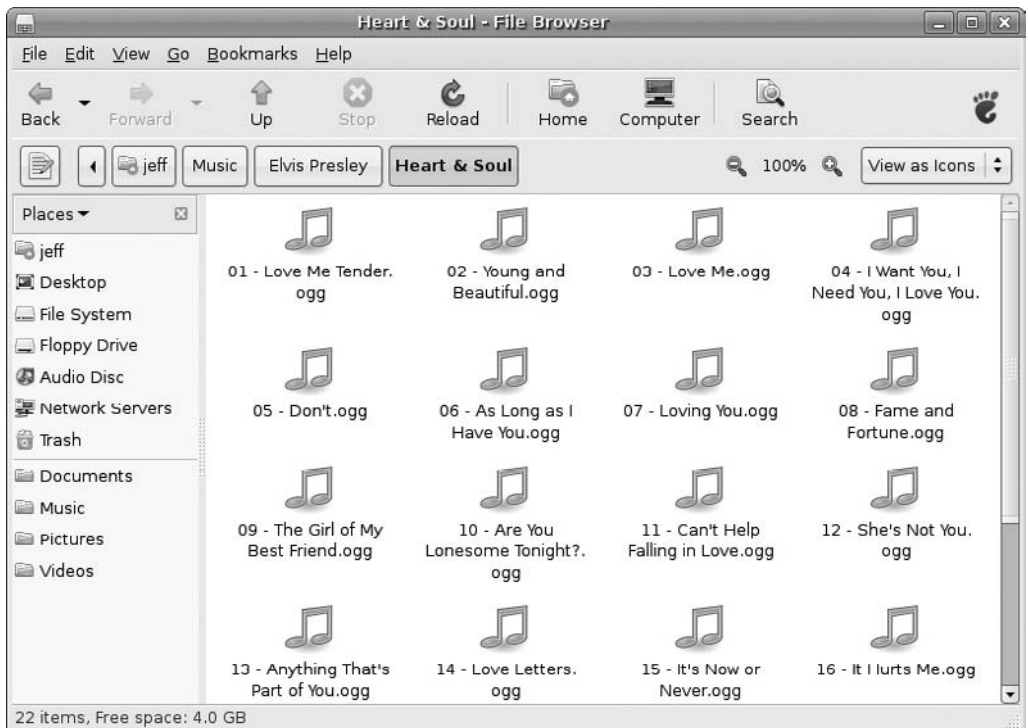 Heart & Soul - File Browser
File Edit View Go Bookmarks Help
Back Forward Up Stop Reload Home Computer Search
jeff Music Elvis Presley Heart & Soul 100% View as Icons
Places
jeff
Desktop
File System
Floppy Drive
Audio Disc
Network Servers
Trash
Documents
Music
Pictures
Videos
01 - Love Me Tender.
ogg
02 - Young and
Beautiful.ogg
03 - Love Me.ogg
04 - I Want You, I
Need You, I Love You.
ogg
05 - Don't.ogg
06 - As Long as I
Have You.ogg
07 - Loving You.ogg
08 - Fame and
Fortune.ogg
09 - The Girl of My
Best Friend.ogg
10 - Are You
Lonesome Tonight?.
ogg
11 - Can't Help
Falling in Love.ogg
12 - She's Not You.
ogg
13 - Anything That's
Part of You.ogg
14 - Love Letters.
ogg
15 - It's Now or
Never.ogg
16 - It Hurts Me.ogg
22 items, Free space: 4.0 GB